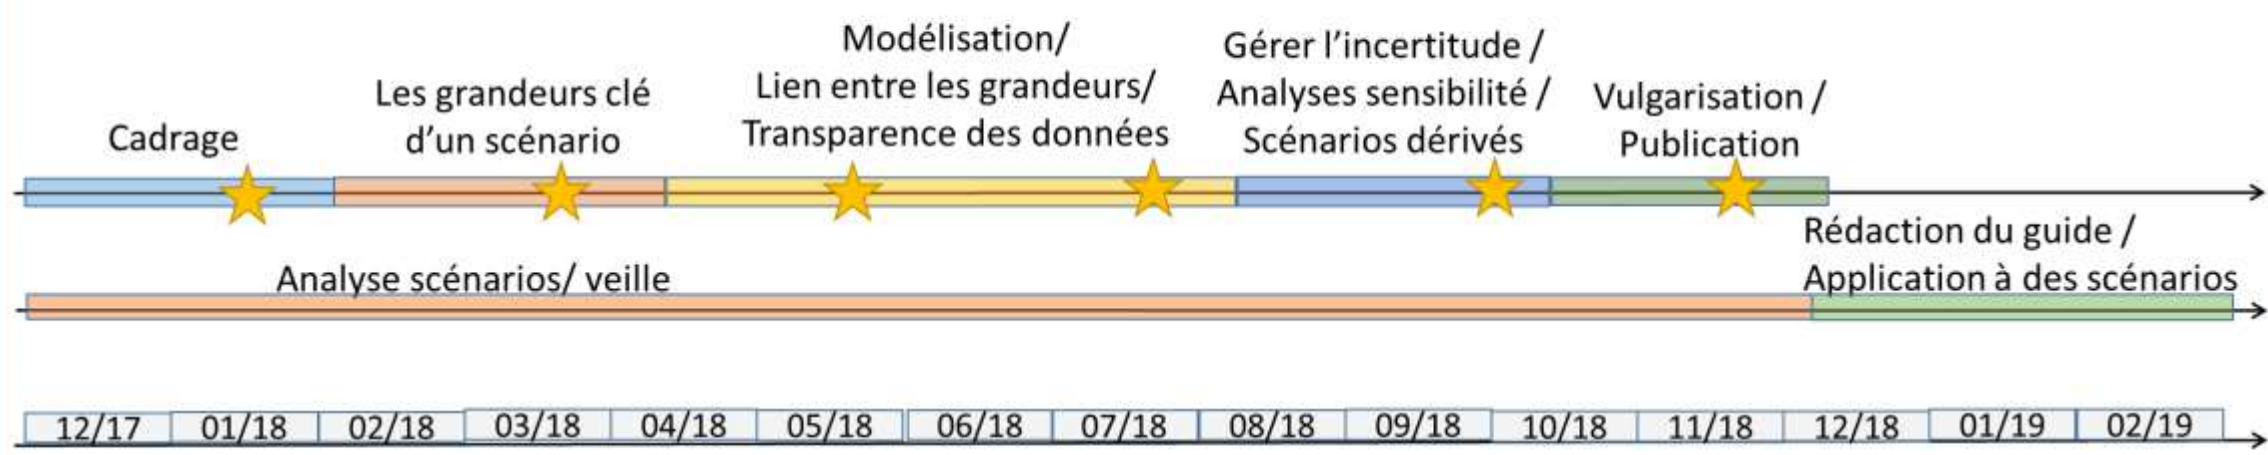 Cadrage
Les grandeurs clé
d'un scénario
Modélisation/
Lien entre les grandeurs/
Transparence des données
Gérer l'incertitude /
Analyses sensibilité /
Scénarios dérivés
Vulgarisation /
Publication
Analyse scénarios/ veille
Rédaction du guide /
Application à des scénarios
12/17 01/18 02/18 03/18 04/18 05/18 06/18 07/18 08/18 09/18 10/18 11/18 12/18 01/19 02/19